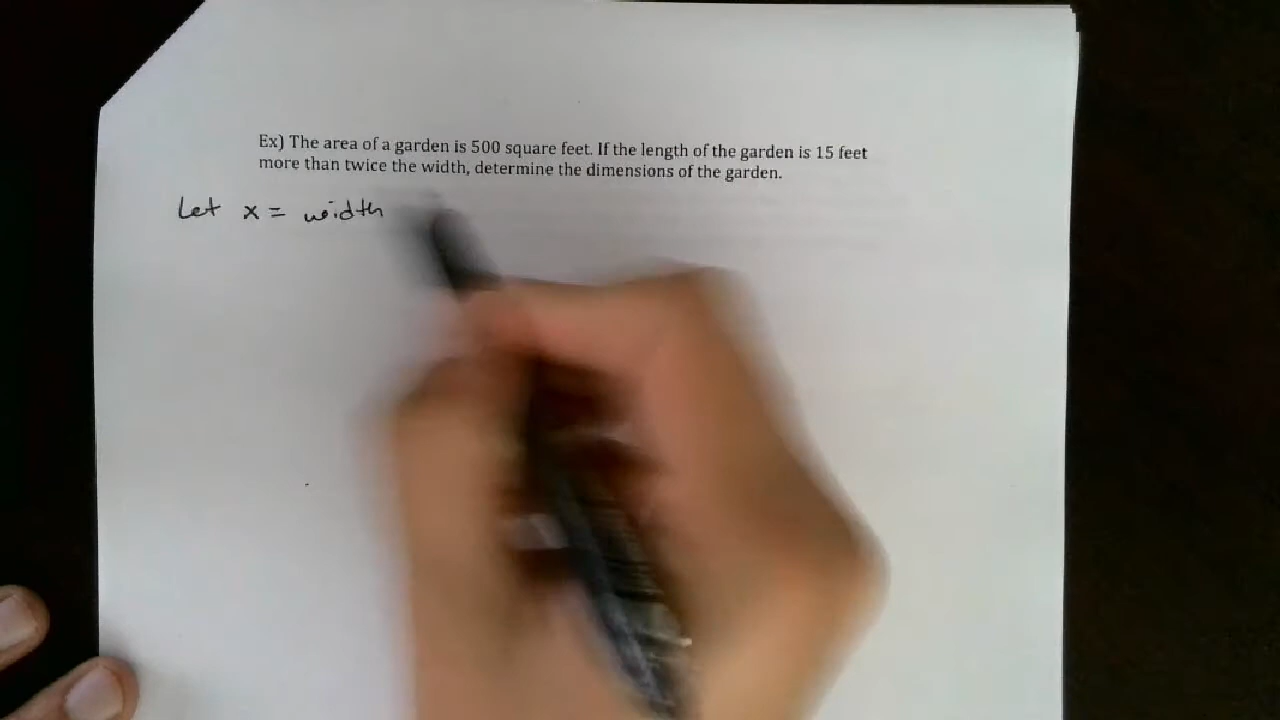 Ex) The area of a garden is 500 square feet. If the length of the garden is 15 feet
more than twice the width, determine the dimensions of the garden.
Let x = width